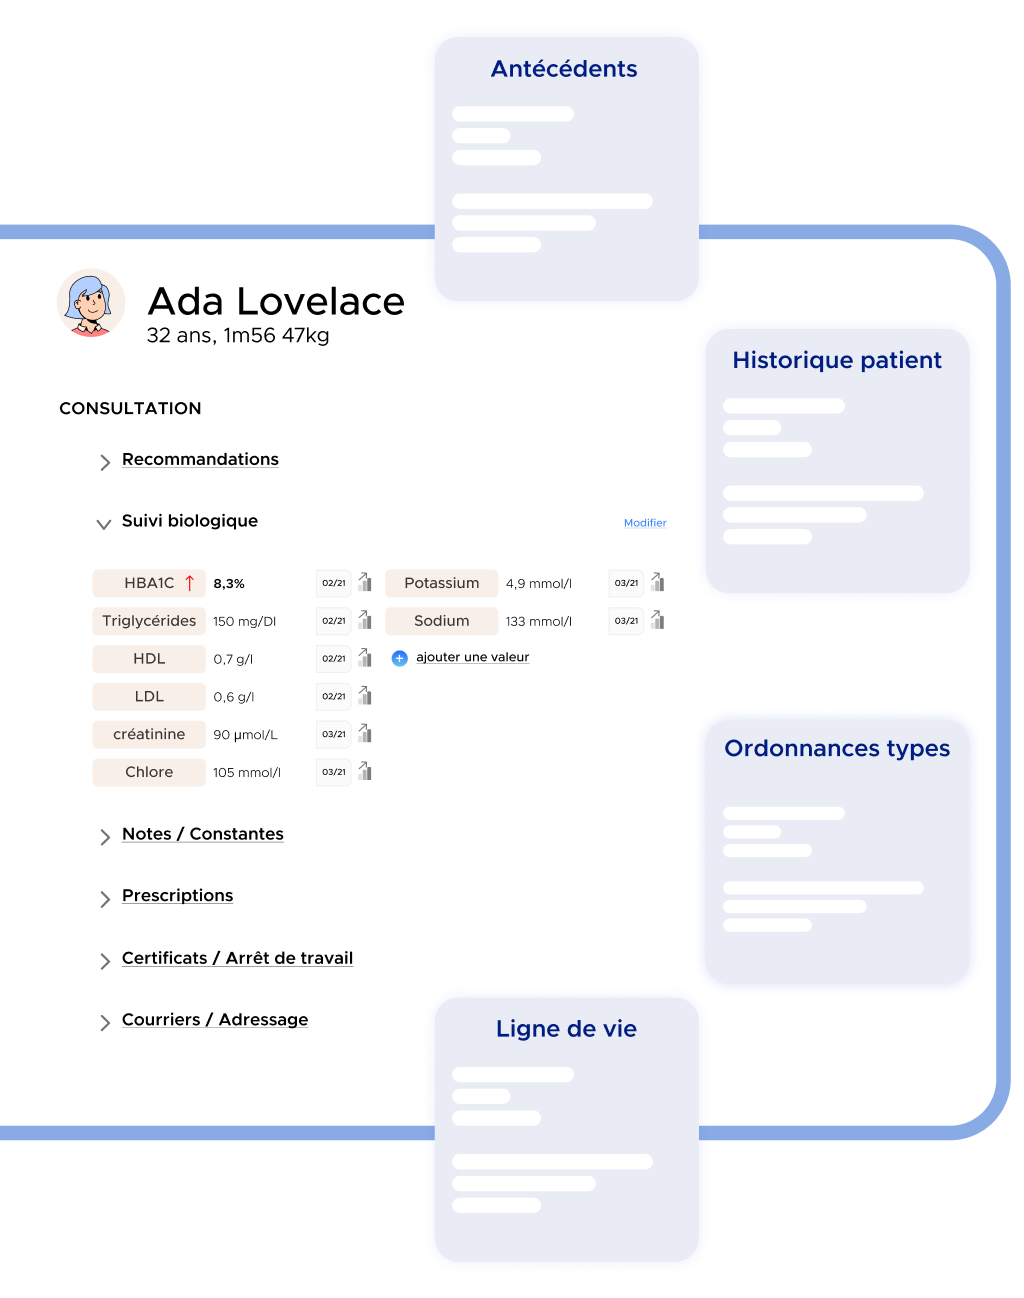 Antécédents
Ada Lovelace
32 ans, 1m56 47kg
Historique patient
CONSULTATION
Recommandations
Suivi biologique
Modifier
HBA1C ↑ 8,3% 02/21
Potassium 4,9 mmol/l 03/21
Triglycérides 150 mg/Dl 02/21
Sodium 133 mmol/l 03/21
HDL 0,7 g/l 02/21
ajouter une valeur
LDL 0,6 g/l 02/21
créatinine 90 µmol/L 03/21
Chlore 105 mmol/l 03/21
Ordonnances types
Notes / Constantes
Prescriptions
Certificats / Arrêt de travail
Courriers / Adressage
Ligne de vie